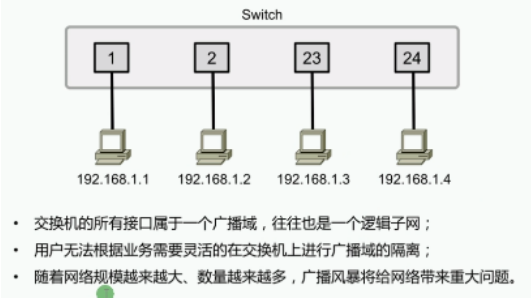 Switch
1 2 23 24
192.168.1.1 192.168.1.2 192.168.1.3 192.168.1.4
• 交换机的所有接口属于一个广播域，往往也是一个逻辑子网；
• 用户无法根据业务需要灵活的在交换机上进行广播域的隔离；
• 随着网络规模越来越大、数量越来越多，广播风暴将给网络带来重大问题。